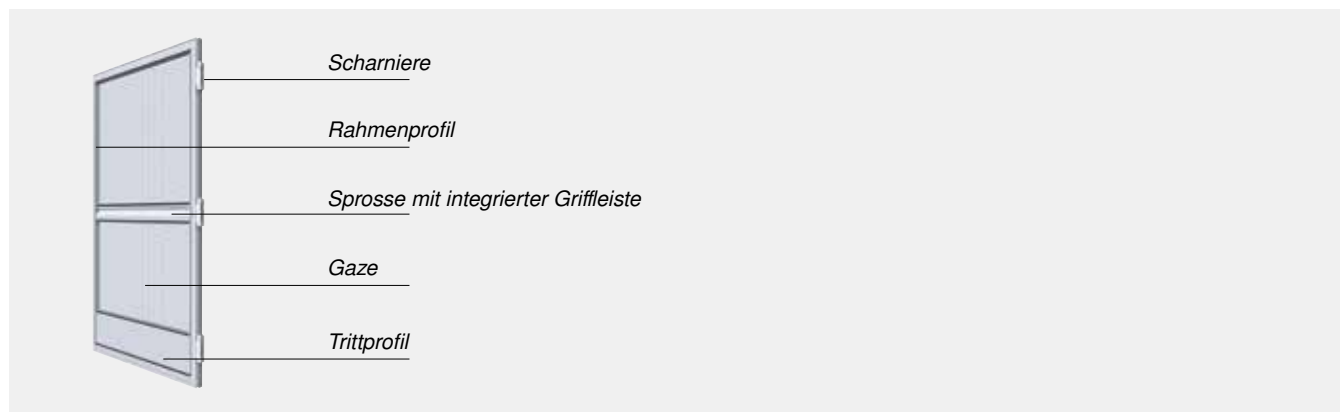 Scharniere
Rahmenprofil
Sprosse mit integrierter Griffleiste
Gaze
Trittprofil